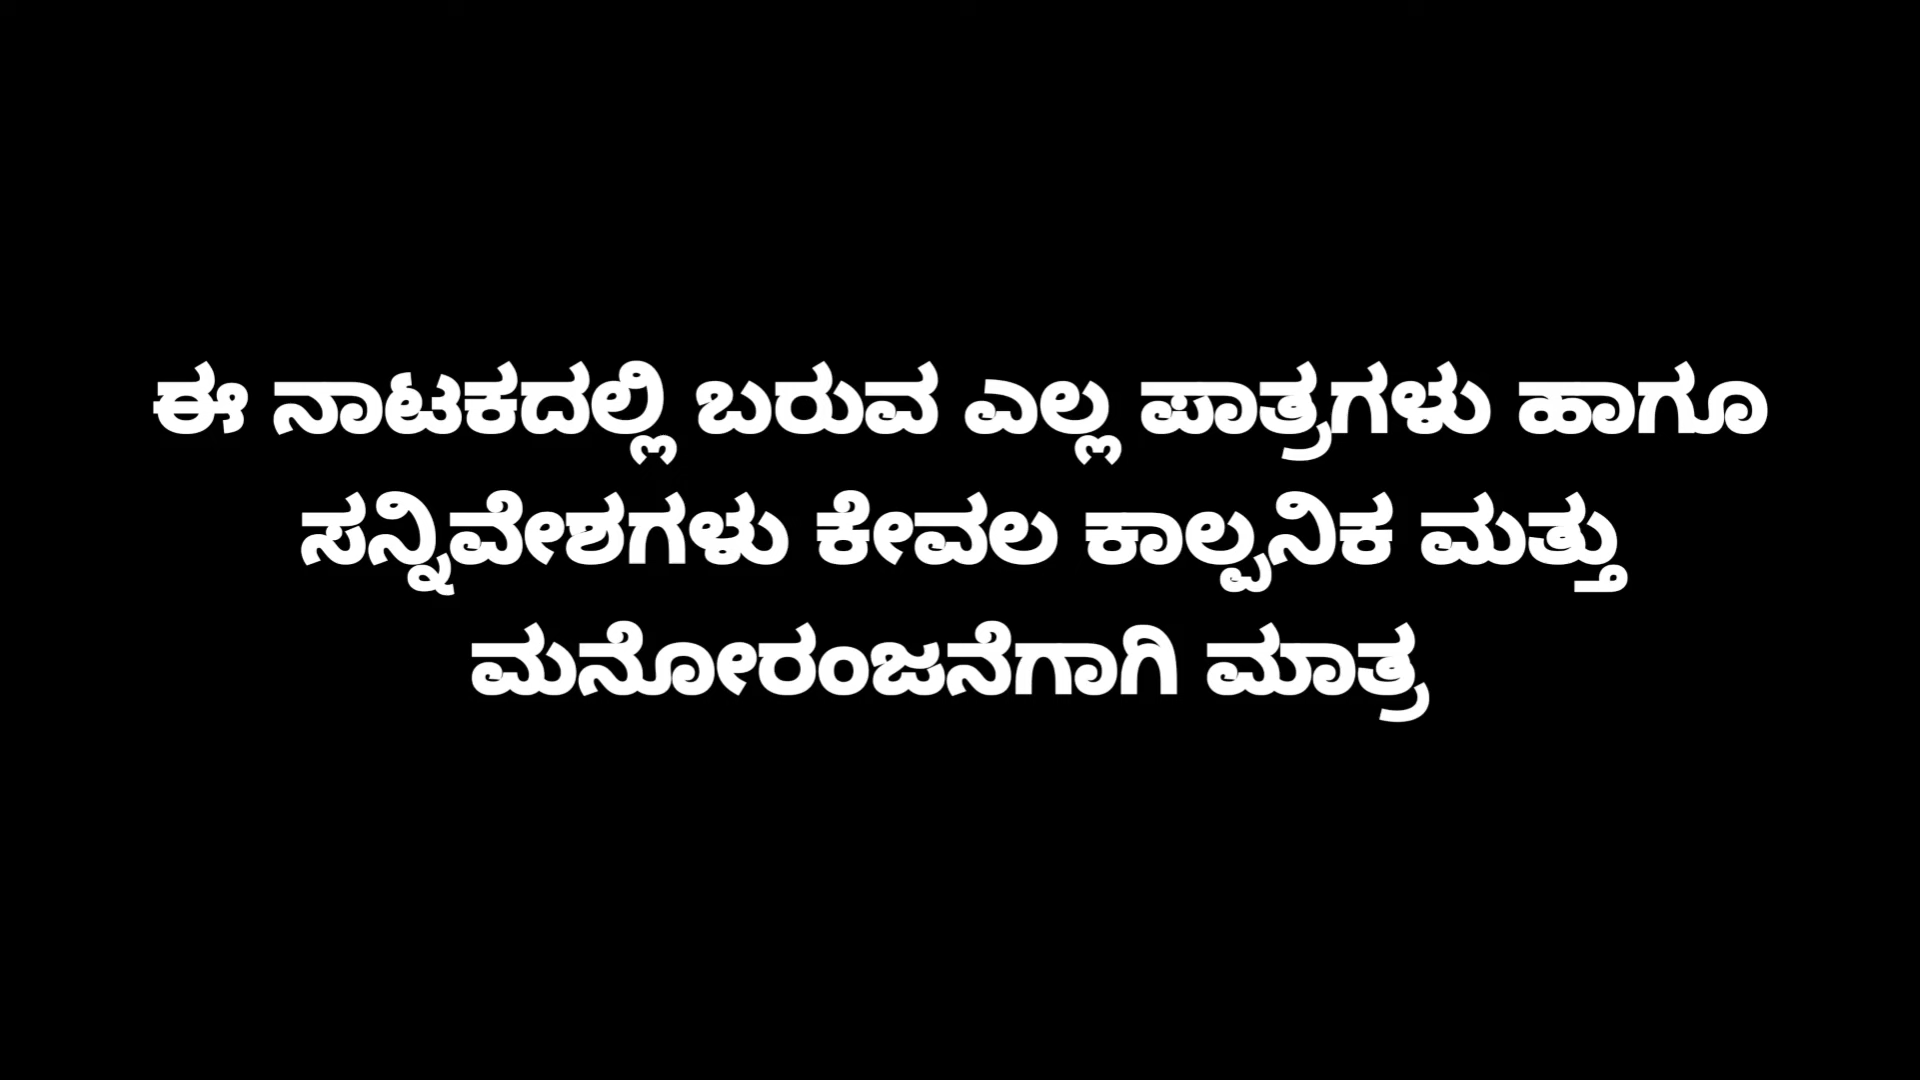 ಈ ನಾಟಕದಲ್ಲಿ ಬರುವ ಎಲ್ಲ ಪಾತ್ರಗಳು ಹಾಗೂ
ಸನ್ನಿವೇಶಗಳು ಕೇವಲ ಕಾಲ್ಪನಿಕ ಮತ್ತು
ಮನೋರಂಜನೆಗಾಗಿ ಮಾತ್ರ